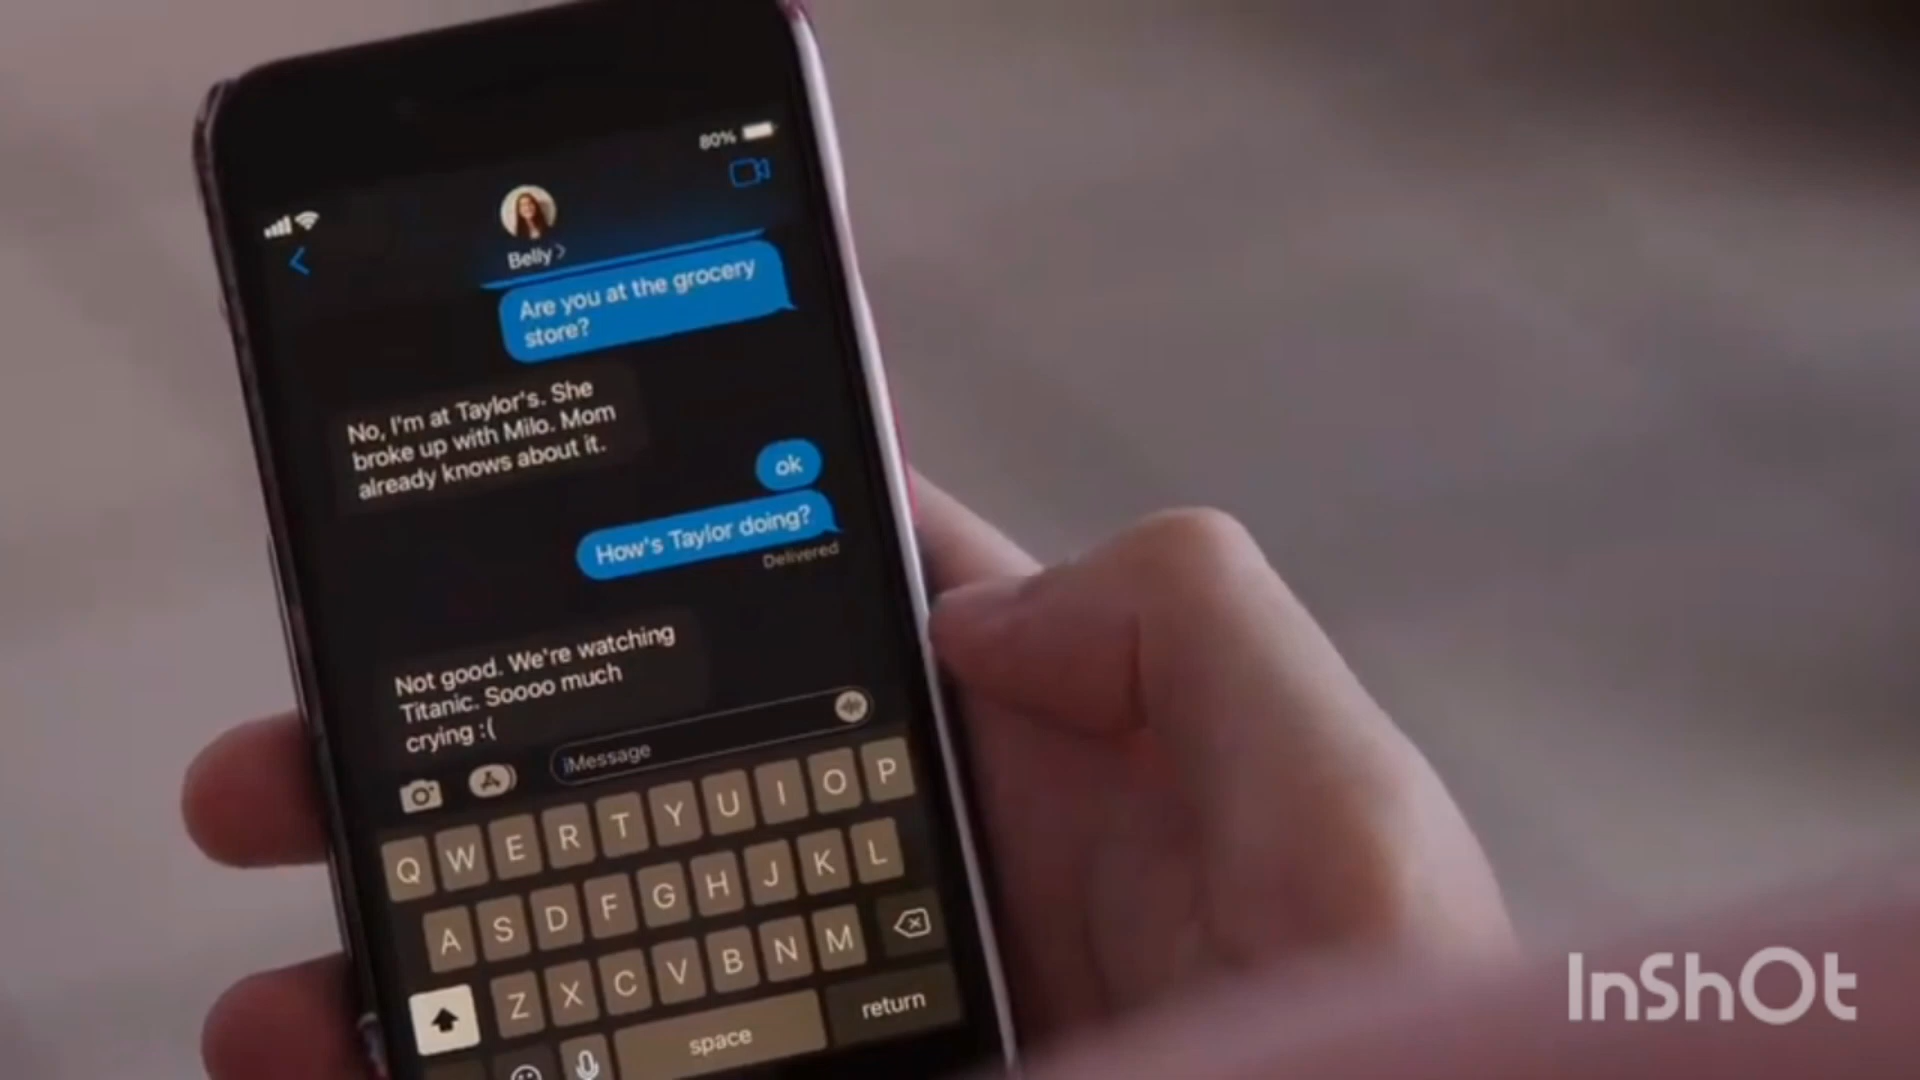 80%
Belly >
Are you at the grocery
store?
No, I'm at Taylor's. She
broke up with Milo. Mom
already knows about it.
ok
How's Taylor doing?
Delivered
Not good. We're watching
Titanic. Soooo much
crying :(
iMessage
Q W E R T Y U I O P
A S D F G H J K L
Z X C V B N M
space
return
InShOt